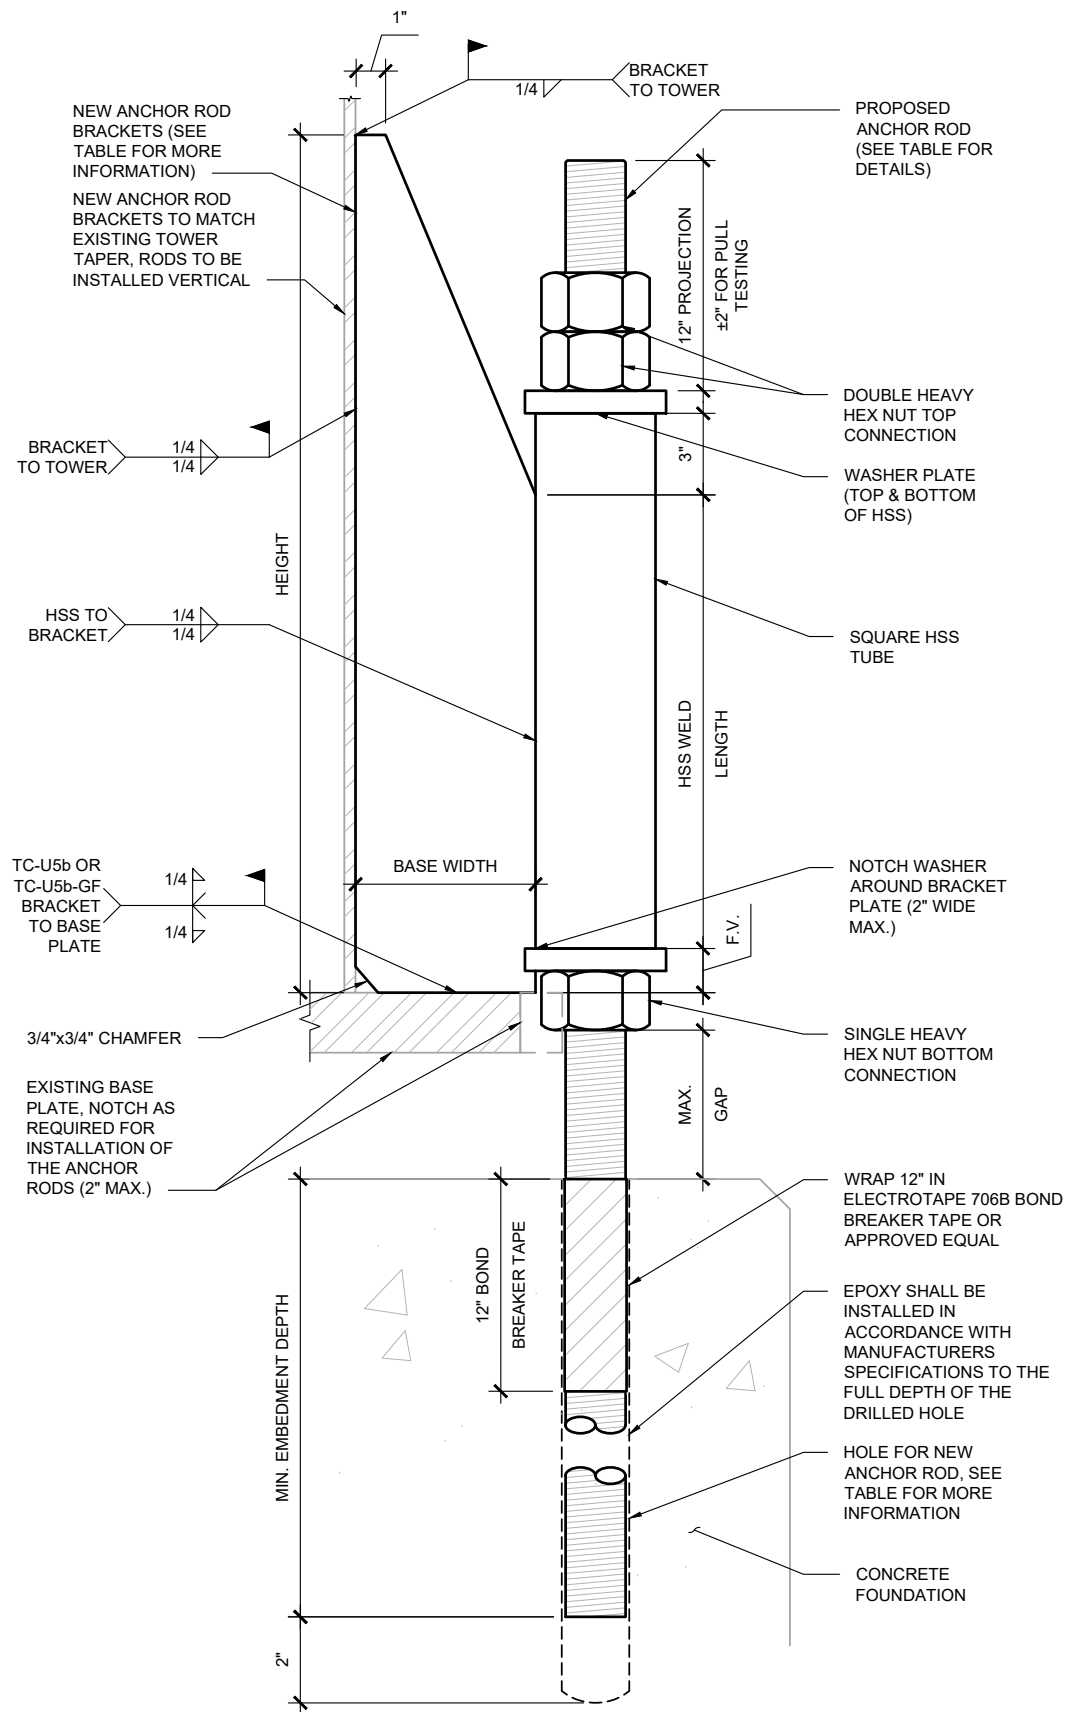 1"
BRACKET
TO TOWER
1/4
NEW ANCHOR ROD
BRACKETS (SEE
TABLE FOR MORE
INFORMATION)
NEW ANCHOR ROD
BRACKETS TO MATCH
EXISTING TOWER
TAPER, RODS TO BE
INSTALLED VERTICAL
PROPOSED
ANCHOR ROD
(SEE TABLE FOR
DETAILS)
12" PROJECTION
±2" FOR PULL
TESTING
DOUBLE HEAVY
HEX NUT TOP
CONNECTION
BRACKET
TO TOWER
1/4
1/4
3"
WASHER PLATE
(TOP & BOTTOM
OF HSS)
HEIGHT
HSS TO
BRACKET
1/4
1/4
SQUARE HSS
TUBE
HSS WELD
LENGTH
TC-U5b OR
TC-U5b-GF
BRACKET
TO BASE
PLATE
1/4
1/4
BASE WIDTH
NOTCH WASHER
AROUND BRACKET
PLATE (2" WIDE
MAX.)
F.V.
3/4"x3/4" CHAMFER
SINGLE HEAVY
HEX NUT BOTTOM
CONNECTION
EXISTING BASE
PLATE, NOTCH AS
REQUIRED FOR
INSTALLATION OF
THE ANCHOR
RODS (2" MAX.)
MAX.
GAP
WRAP 12" IN
ELECTROTAPE 706B BOND
BREAKER TAPE OR
APPROVED EQUAL
12" BOND
BREAKER TAPE
MIN. EMBEDMENT DEPTH
EPOXY SHALL BE
INSTALLED IN
ACCORDANCE WITH
MANUFACTURERS
SPECIFICATIONS TO THE
FULL DEPTH OF THE
DRILLED HOLE
HOLE FOR NEW
ANCHOR ROD, SEE
TABLE FOR MORE
INFORMATION
CONCRETE
FOUNDATION
2"